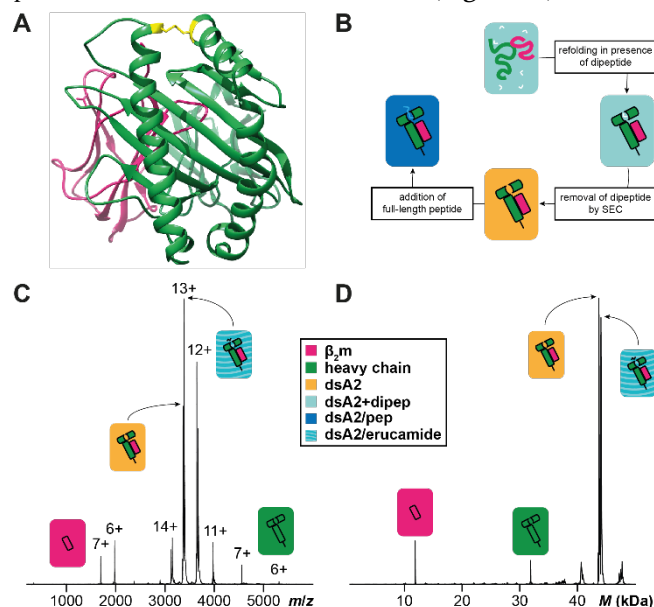 A
B
refolding in presence
of dipeptide
addition of
full-length peptide
removal of dipeptide
by SEC
C
D
13+
12+
β₂m
heavy chain
dsA2
dsA2+dipep
dsA2/pep
dsA2/erucamide
6+
7+
14+
11+
7+
6+
1000 2000 3000 4000 5000 m/z
10 20 30 40 M (kDa)